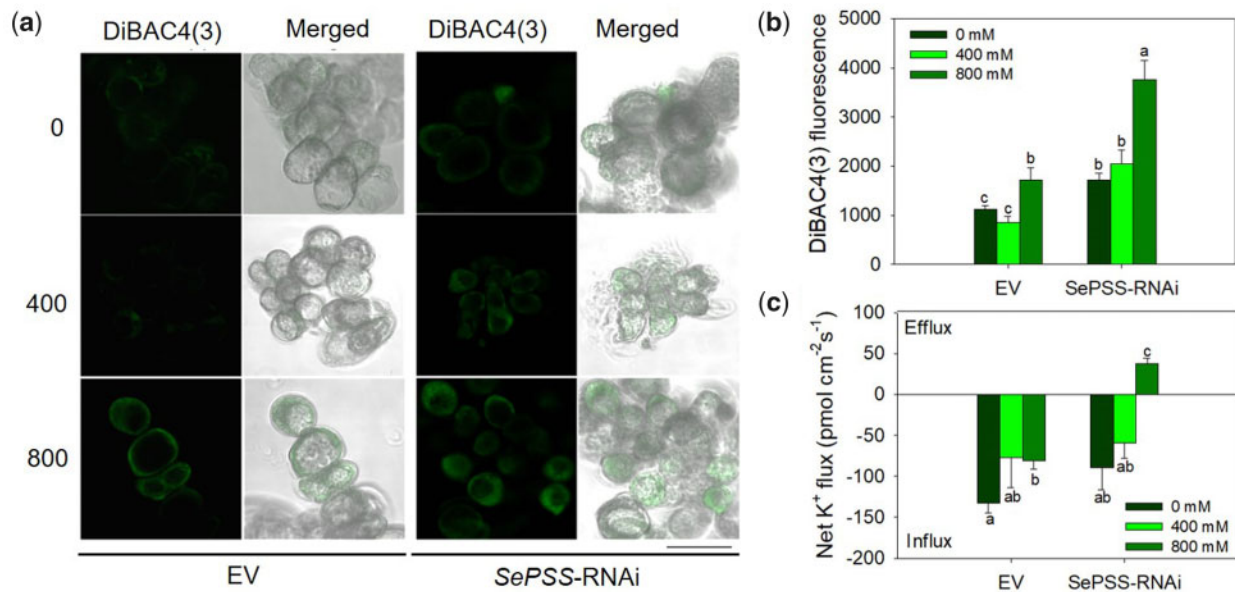 (a)
DiBAC4(3) Merged DiBAC4(3) Merged
0
400
800
EV SePSS-RNAi
(b)
DiBAC4(3) fluorescence
5000
4000
3000
2000
1000
0
0 mM
400 mM
800 mM
c c b b b a
EV SePSS-RNAi
(c)
Net K⁺ flux (pmol cm⁻²s⁻¹)
100
50
0
-50
-100
-150
-200
Efflux
c
a ab b ab ab
Influx
0 mM
400 mM
800 mM
EV SePSS-RNAi